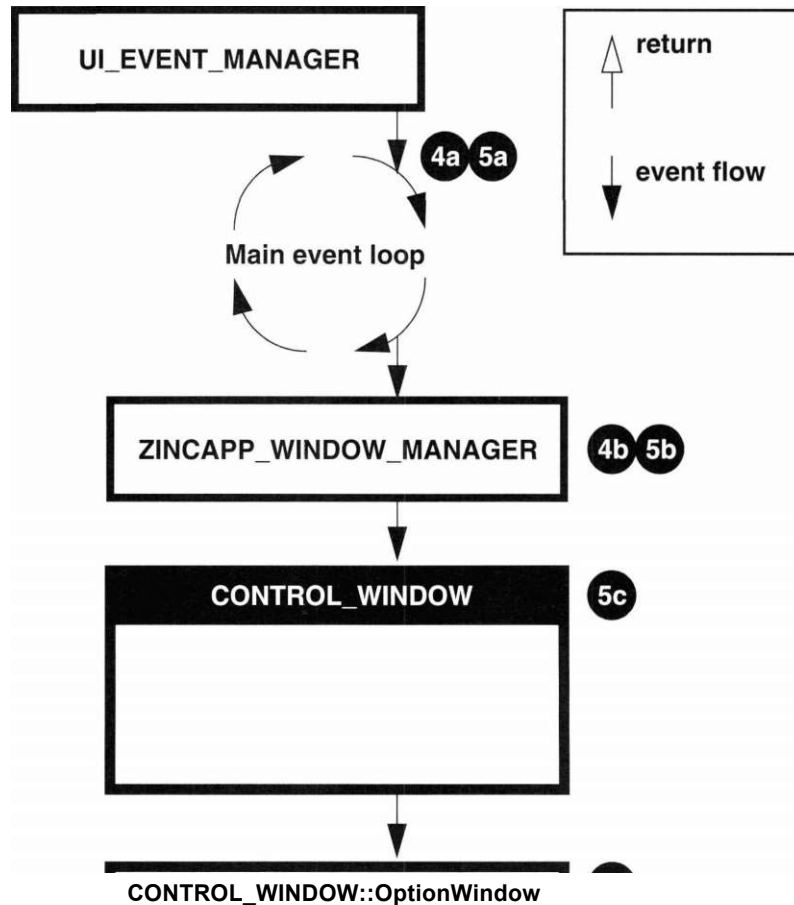 UI_EVENT_MANAGER
return
4a 5a
event flow
Main event loop
ZINCAPP_WINDOW_MANAGER
4b 5b
CONTROL_WINDOW
5c
CONTROL_WINDOW::OptionWindow